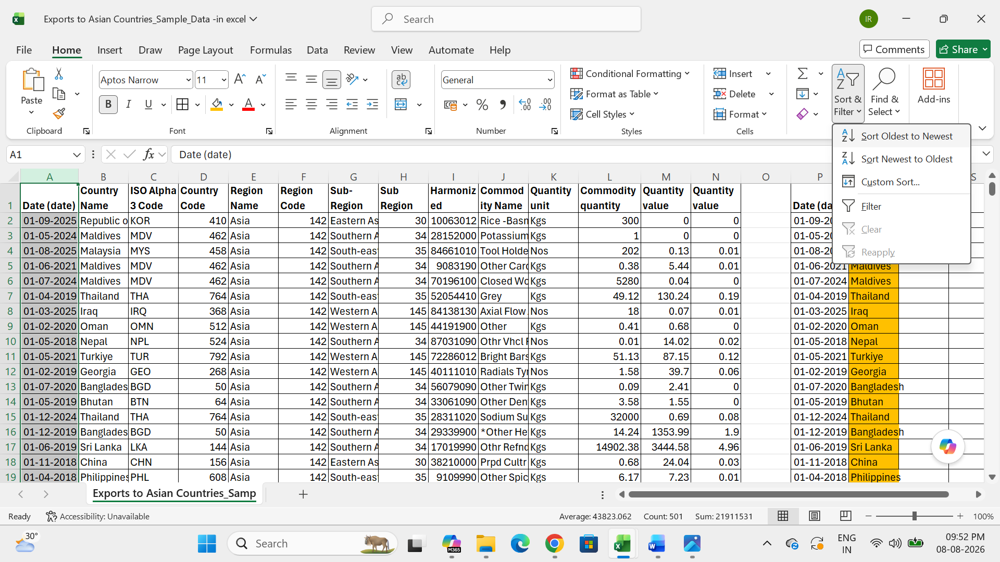 Exports to Asian Countries_Sample_Data -in excel
Search
IR
File Home Insert Draw Page Layout Formulas Data Review View Automate Help
Comments Share
Paste
Clipboard
Aptos Narrow 11
B I U
Font
ab
Alignment
General
Number
Conditional Formatting
Format as Table
Cell Styles
Styles
Insert
Delete
Format
Cells
Sort &
Filter
Find &
Select
Add-ins
Sort Oldest to Newest
Sort Newest to Oldest
Custom Sort...
Filter
Clear
Reapply
A1 fx Date (date)
A B C D E F G H I J K L M N O P S
1 Date (date) Country Name ISO Alpha 3 Code Country Code Region Name Region Code Sub-Region Sub Region Harmonized Commodity Name Quantity unit Commodity quantity Quantity value Quantity value Date (da
2 01-09-2025 Republic o KOR 410 Asia 142 Eastern As 30 10063012 Rice -Basn Kgs 300 0 0 01-09-20
3 01-05-2024 Maldives MDV 462 Asia 142 Southern A 34 28152000 Potassium Kgs 1 0 0 01-05-20
4 01-08-2025 Malaysia MYS 458 Asia 142 South-east 35 84661010 Tool Holde Nos 202 0.13 0.01 01-08-20
5 01-06-2021 Maldives MDV 462 Asia 142 Southern A 34 9083190 Other Card Kgs 0.38 5.44 0.01 01-06-2021 Maldives
6 01-07-2024 Maldives MDV 462 Asia 142 Southern A 34 70196100 Closed Wo Kgs 5280 0.04 0 01-07-2024 Maldives
7 01-04-2019 Thailand THA 764 Asia 142 South-east 35 52054410 Grey Kgs 49.12 130.24 0.19 01-04-2019 Thailand
8 01-03-2025 Iraq IRQ 368 Asia 142 Western A 145 84138130 Axial Flow Nos 18 0.07 0.01 01-03-2025 Iraq
9 01-02-2020 Oman OMN 512 Asia 142 Western A 145 44191900 Other Kgs 0.41 0.68 0 01-02-2020 Oman
10 01-05-2018 Nepal NPL 524 Asia 142 Southern A 34 87031090 Othr Vhcl F Nos 0.01 14.02 0.02 01-05-2018 Nepal
11 01-05-2021 Turkiye TUR 792 Asia 142 Western A 145 72286012 Bright Bars Kgs 51.13 87.15 0.12 01-05-2021 Turkiye
12 01-02-2019 Georgia GEO 268 Asia 142 Western A 145 40111010 Radials Tyr Nos 1.58 39.7 0.06 01-02-2019 Georgia
13 01-07-2020 Banglades BGD 50 Asia 142 Southern A 34 56079090 Other Twin Kgs 0.09 2.41 0 01-07-2020 Bangladesh
14 01-05-2019 Bhutan BTN 64 Asia 142 Southern A 34 33061090 Other Den Kgs 3.58 1.55 0 01-05-2019 Bhutan
15 01-12-2024 Thailand THA 764 Asia 142 South-east 35 28311020 Sodium Su Kgs 32000 0.69 0.08 01-12-2024 Thailand
16 01-12-2019 Banglades BGD 50 Asia 142 Southern A 34 29339900 *Other He Kgs 14.24 1353.99 1.9 01-12-2019 Bangladesh
17 01-06-2019 Sri Lanka LKA 144 Asia 142 Southern A 34 17019990 Othr Refnd Kgs 14902.38 3444.58 4.96 01-06-2019 Sri Lanka
18 01-11-2018 China CHN 156 Asia 142 Eastern As 30 38210000 Prpd Cultr Kgs 0.68 24.04 0.03 01-11-2018 China
19 01-04-2018 Philippines PHL 608 Asia 142 South-east 35 9109990 Other Spic Kgs 6.17 7.23 0.01 01-04-2018 Philippines
Exports to Asian Countries_Samp
Ready Accessibility: Unavailable Average: 43823.062 Count: 501 Sum: 21911531 100%
30° Search M365 ENG IN 09:52 PM 08-08-2026